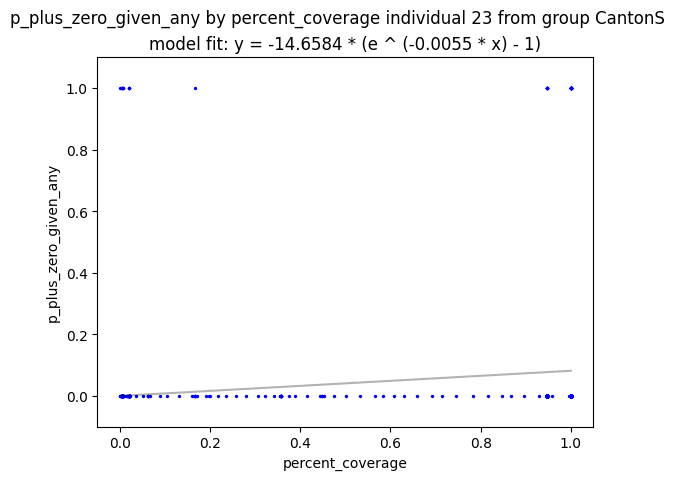 p_plus_zero_given_any by percent_coverage individual 23 from group CantonS
model fit: y = -14.6584 * (e ^ (-0.0055 * x) - 1)
1.0
0.8
0.6
0.4
0.2
0.0
p_plus_zero_given_any
0.0 0.2 0.4 0.6 0.8 1.0
percent_coverage